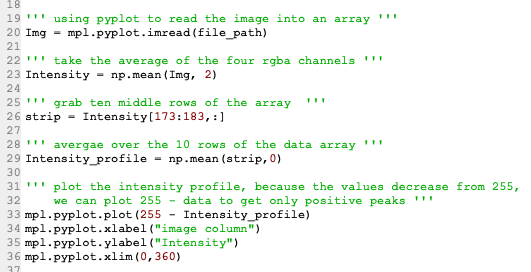 18
19 ''' using pyplot to read the image into an array '''
20 Img = mpl.pyplot.imread(file_path)
21
22 ''' take the average of the four rgba channels '''
23 Intensity = np.mean(Img, 2)
24
25 ''' grab ten middle rows of the array  '''
26 strip = Intensity[173:183,:]
27
28 ''' avergae over the 10 rows of the data array '''
29 Intensity_profile = np.mean(strip,0)
30
31 ''' plot the intensity profile, because the values decrease from 255,
32     we can plot 255 - data to get only positive peaks '''
33 mpl.pyplot.plot(255 - Intensity_profile)
34 mpl.pyplot.xlabel("image column")
35 mpl.pyplot.ylabel("Intensity")
36 mpl.pyplot.xlim(0,360)
37